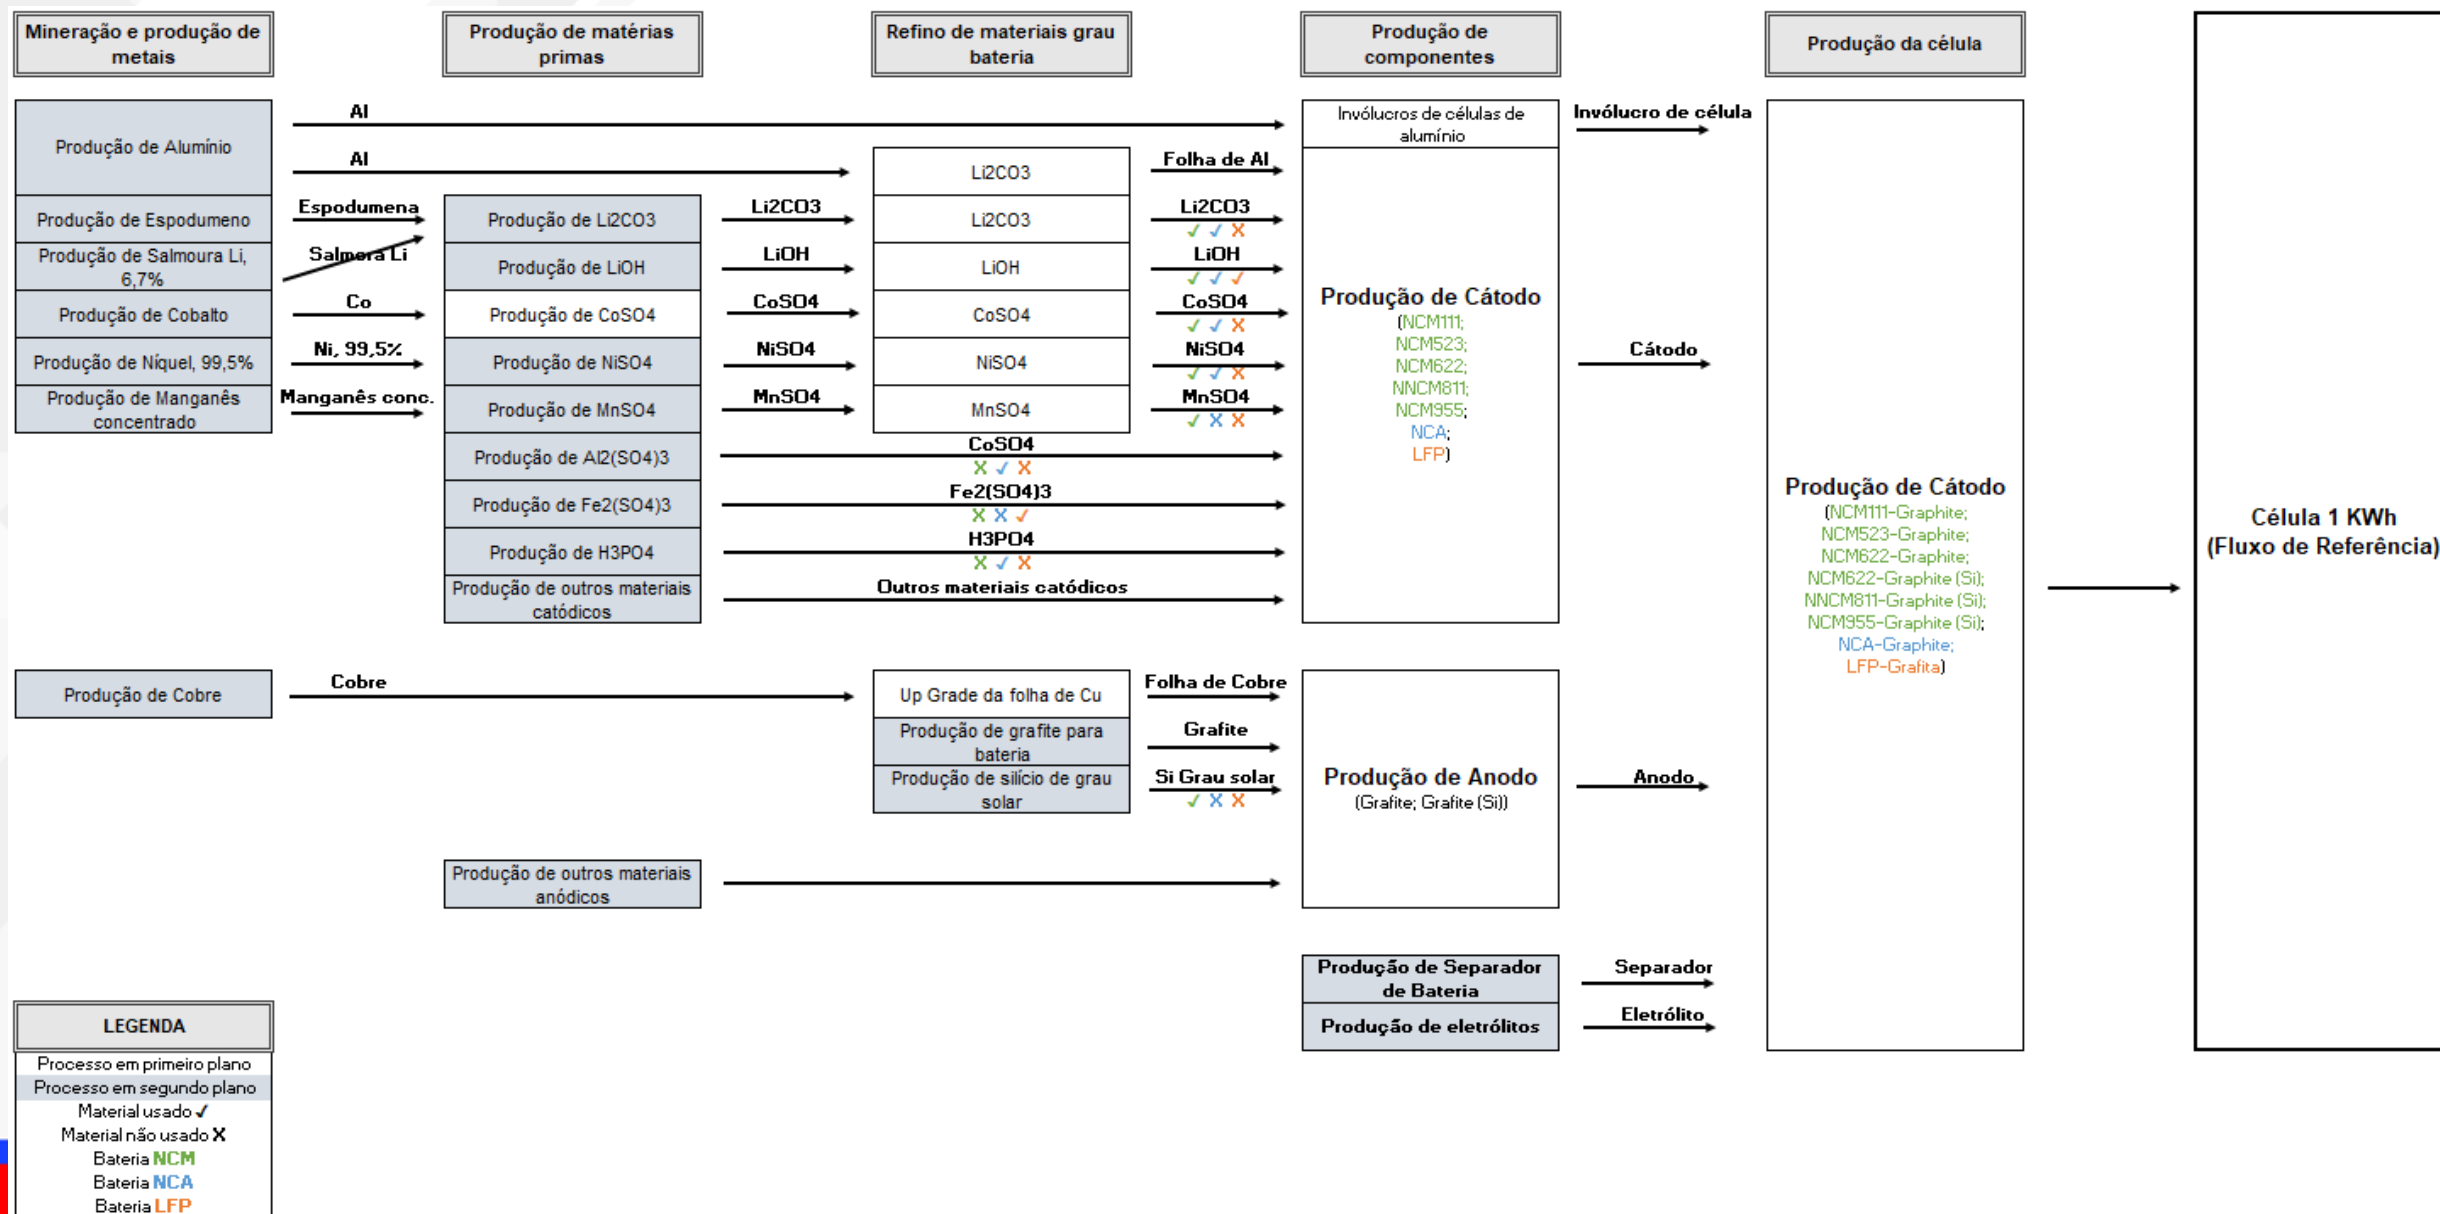 Mineração e produção de
metais
Produção de matérias
primas
Refino de materiais grau
bateria
Produção de
componentes
Produção da célula
Produção de Alumínio
Al
Al
Produção de Espodumeno
Espodumena
Produção de Salmoura Li,
6,7%
Salmora Li
Produção de Cobalto
Co
Produção de Níquel, 99,5%
Ni, 99,5%
Produção de Manganês
concentrado
Manganês conc.
Produção de Li2CO3
Li2CO3
Produção de LiOH
LiOH
Produção de CoSO4
CoSO4
Produção de NiSO4
NiSO4
Produção de MnSO4
MnSO4
Produção de Al2(SO4)3
CoSO4
X ✓ X
Produção de Fe2(SO4)3
Fe2(SO4)3
X X ✓
Produção de H3PO4
H3PO4
X ✓ X
Produção de outros materiais
catódicos
Outros materiais catódicos
Li2CO3
Folha de Al
Li2CO3
Li2CO3
✓ ✓ X
LiOH
LiOH
✓ ✓ ✓
CoSO4
CoSO4
✓ ✓ X
NiSO4
NiSO4
✓ ✓ X
MnSO4
MnSO4
✓ X X
Invólucros de células de
alumínio
Invólucro de célula
Produção de Cátodo
(NCM111;
NCM523;
NCM622;
NNCM811;
NCM955;
NCA;
LFP)
Cátodo
Produção de Cátodo
(NCM111-Graphite;
NCM523-Graphite;
NCM622-Graphite;
NCM622-Graphite (Si);
NNCM811-Graphite (Si);
NCM955-Graphite (Si);
NCA-Graphite;
LFP-Grafita)
Célula 1 KWh
(Fluxo de Referência)
Produção de Cobre
Cobre
Up Grade da folha de Cu
Folha de Cobre
Produção de grafite para
bateria
Grafite
Produção de silício de grau
solar
Si Grau solar
✓ X X
Produção de Anodo
(Grafite; Grafite (Si))
Anodo
Produção de outros materiais
anódicos
Produção de Separador
de Bateria
Separador
Produção de eletrólitos
Eletrólito
LEGENDA
Processo em primeiro plano
Processo em segundo plano
Material usado ✓
Material não usado X
Bateria NCM
Bateria NCA
Bateria LFP